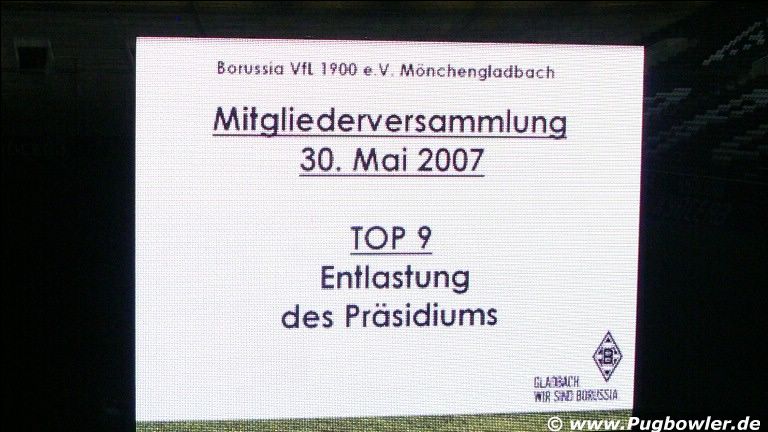 Borussia VfL 1900 e.V. Mönchengladbach
Mitgliederversammlung
30. Mai 2007
TOP 9
Entlastung
des Präsidiums
B
GLADBACH
WIR SIND BORUSSIA
© www.Pugbowler.de